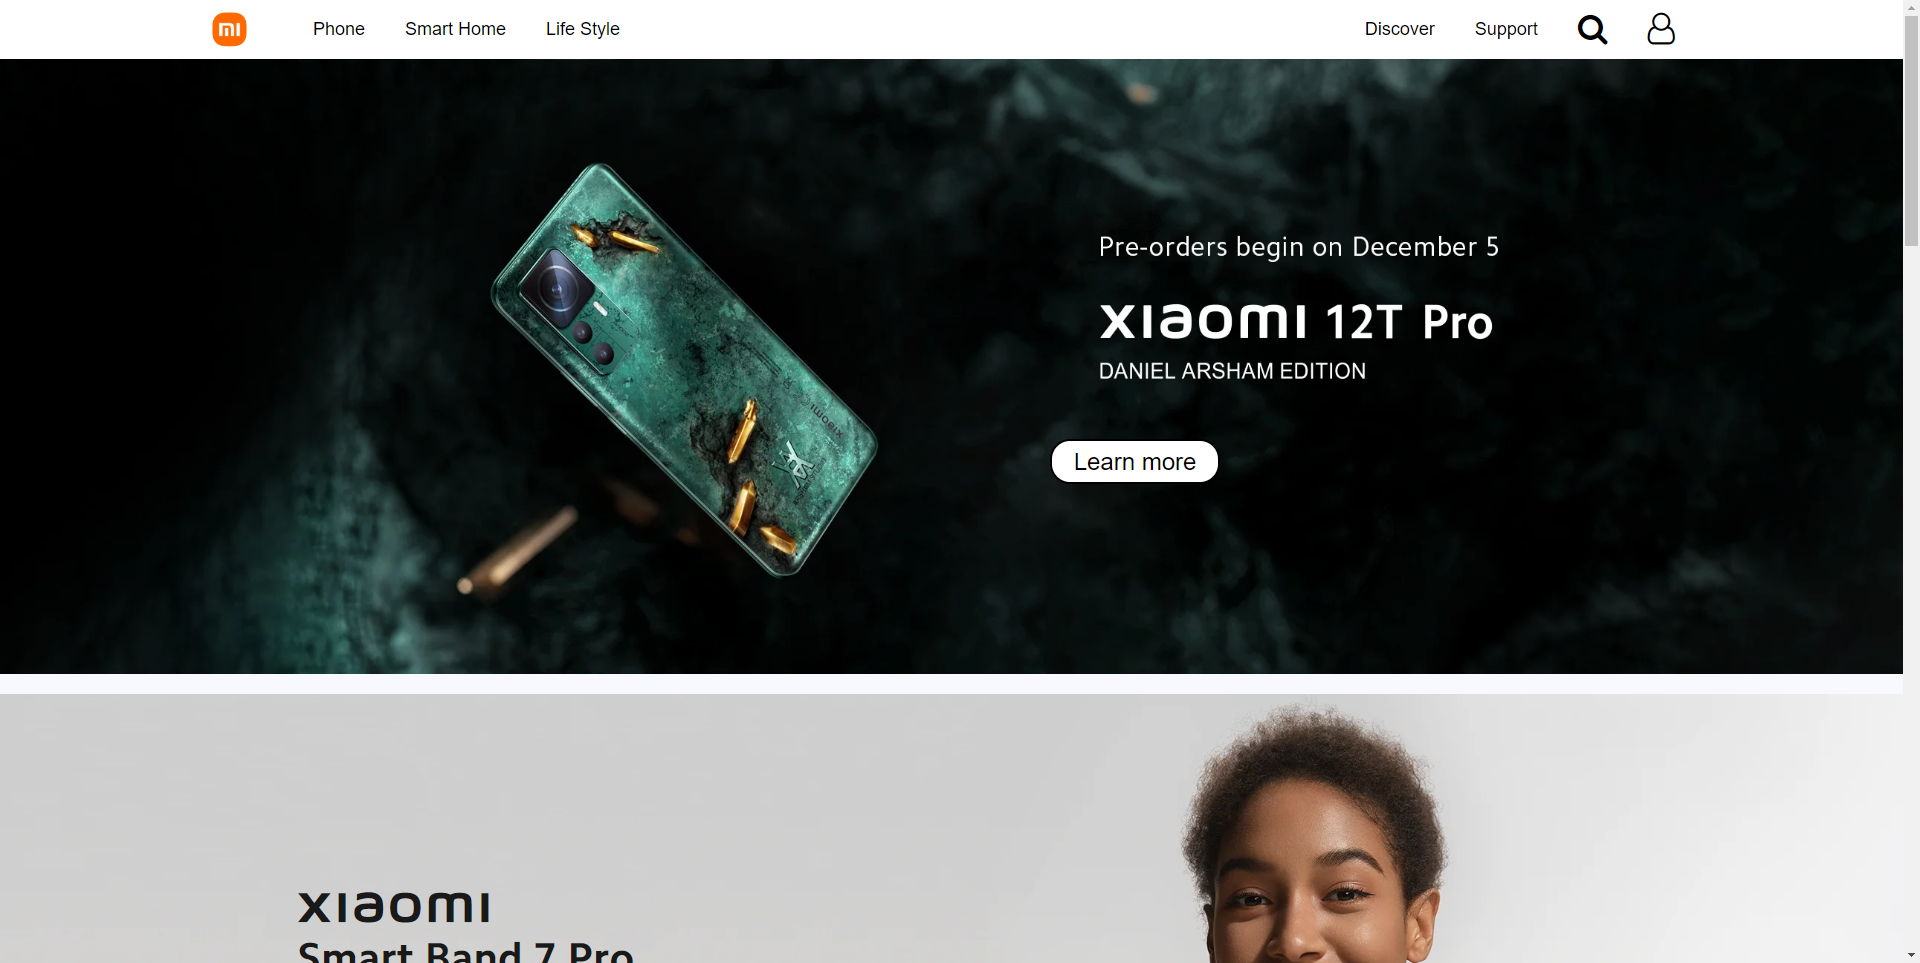 mi
Phone
Smart Home
Life Style
Discover
Support
Pre-orders begin on December 5
xiaomi 12T Pro
DANIEL ARSHAM EDITION
Learn more
xiaomi
xiaomi
Smart Band 7 Pro